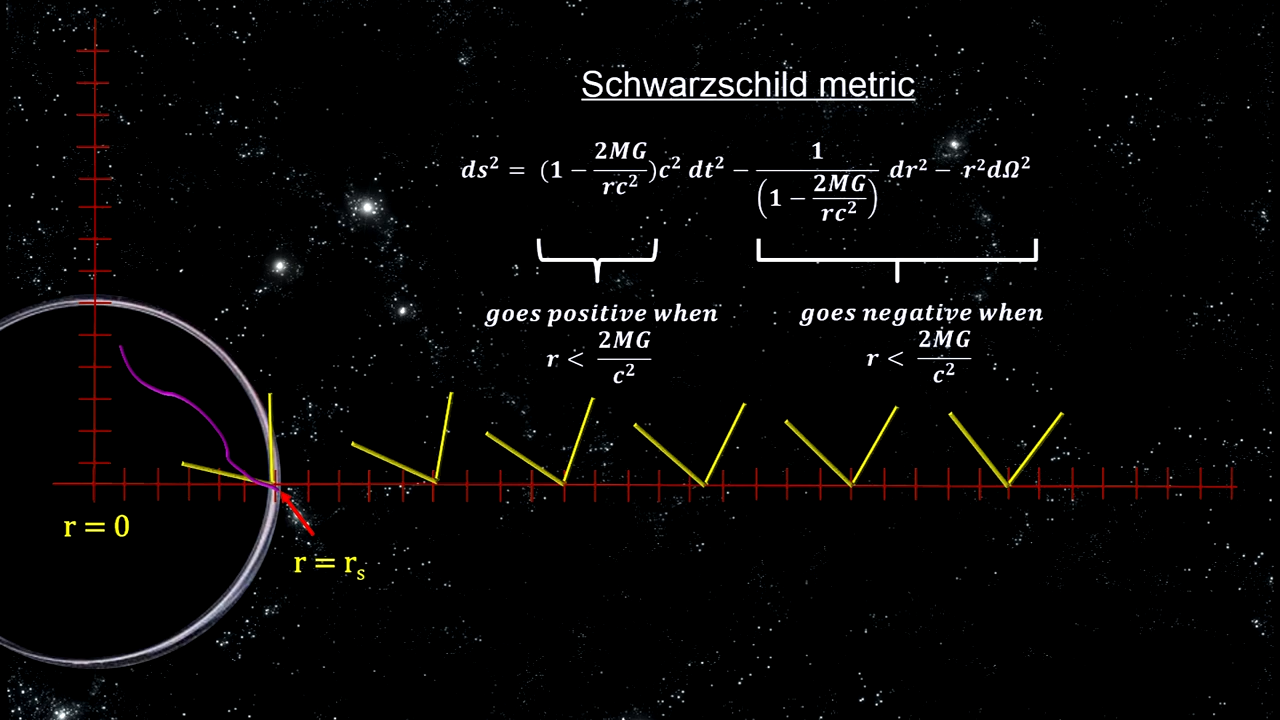 Schwarzschild metric
ds² = (1 − 2MG/rc²)c² dt² − 1/(1 − 2MG/rc²) dr² − r²dΩ²
goes positive when
r < 2MG/c²
goes negative when
r < 2MG/c²
r = 0
r = rₛ